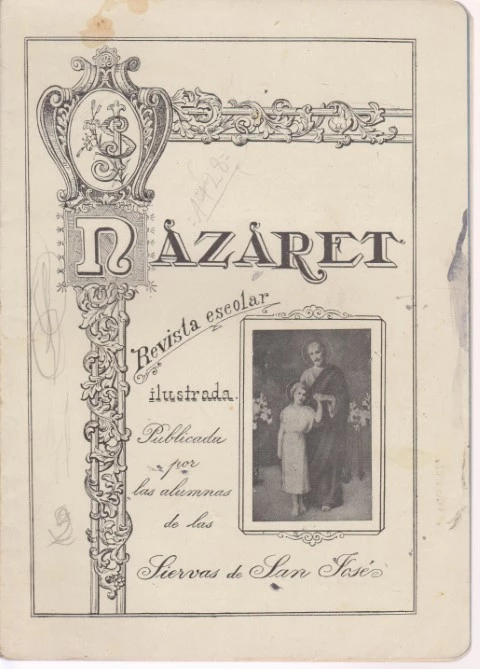 NAZARET
Revista escolar
ilustrada.
Publicada
por
las alumnas
de las
Siervas de San José